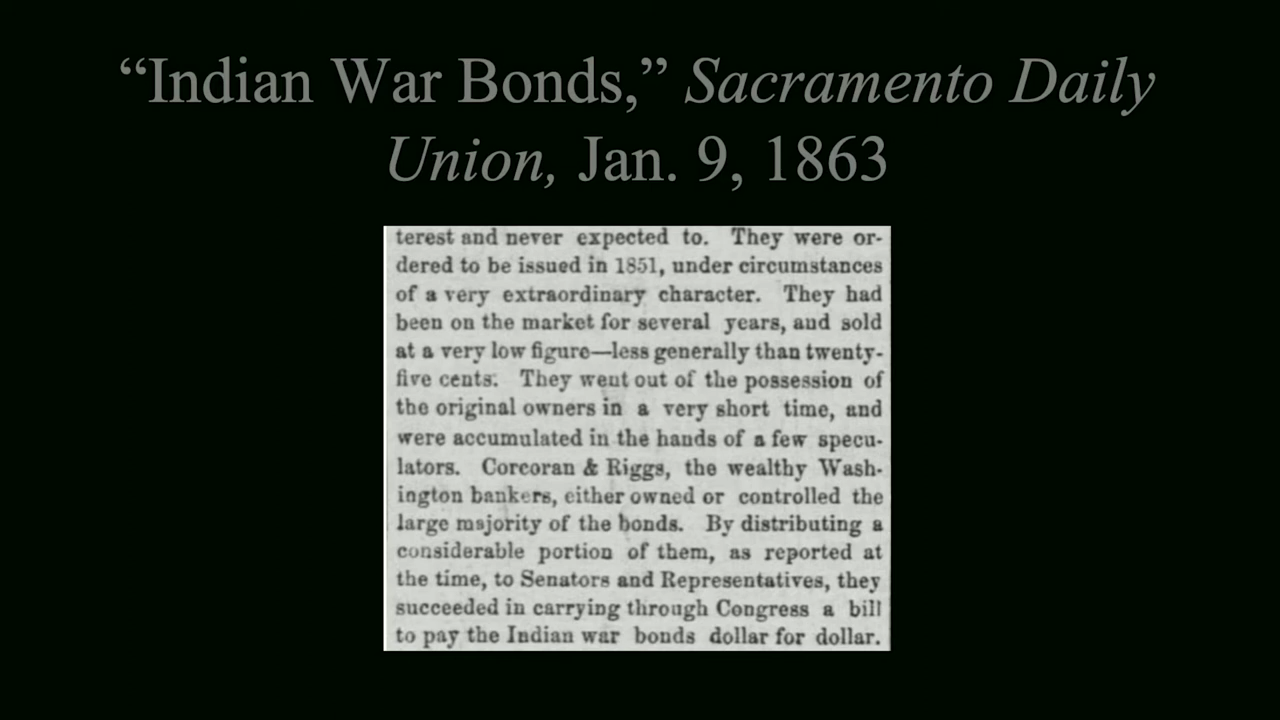 “Indian War Bonds,” Sacramento Daily
Union, Jan. 9, 1863
terest and never expected to. They were or-
dered to be issued in 1851, under circumstances
of a very extraordinary character. They had
been on the market for several years, and sold
at a very low figure—less generally than twenty-
five cents. They went out of the possession of
the original owners in a very short time, and
were accumulated in the hands of a few specu-
lators. Corcoran & Riggs, the wealthy Wash-
ington bankers, either owned or controlled the
large majority of the bonds. By distributing a
considerable portion of them, as reported at
the time, to Senators and Representatives, they
succeeded in carrying through Congress a bill
to pay the Indian war bonds dollar for dollar.